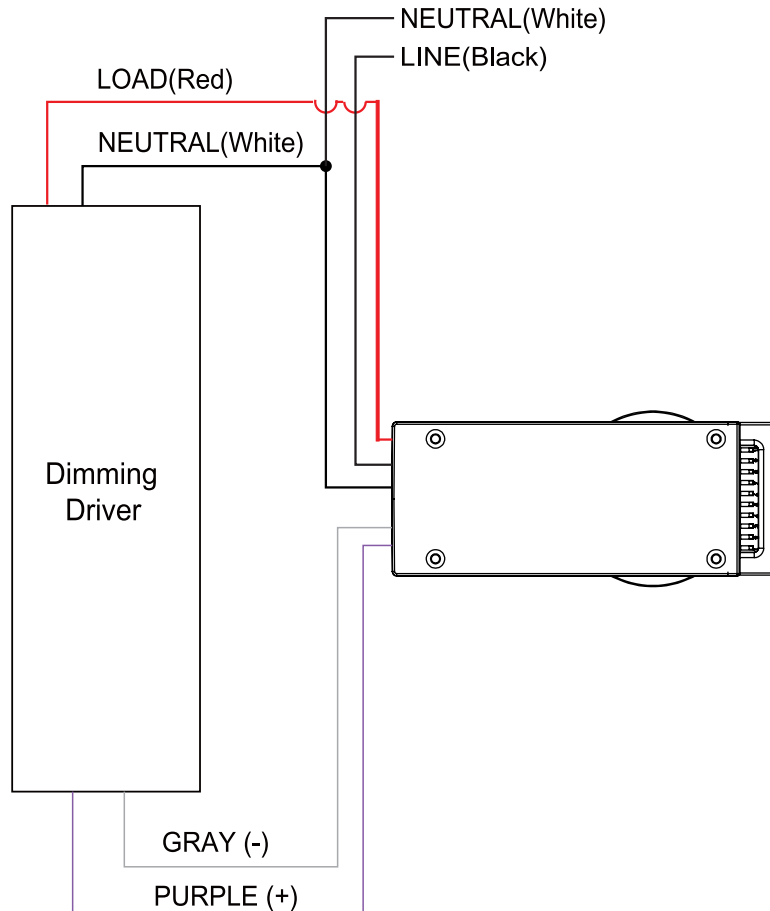 NEUTRAL(White)
LINE(Black)
LOAD(Red)
NEUTRAL(White)
Dimming
Driver
GRAY (-)
PURPLE (+)